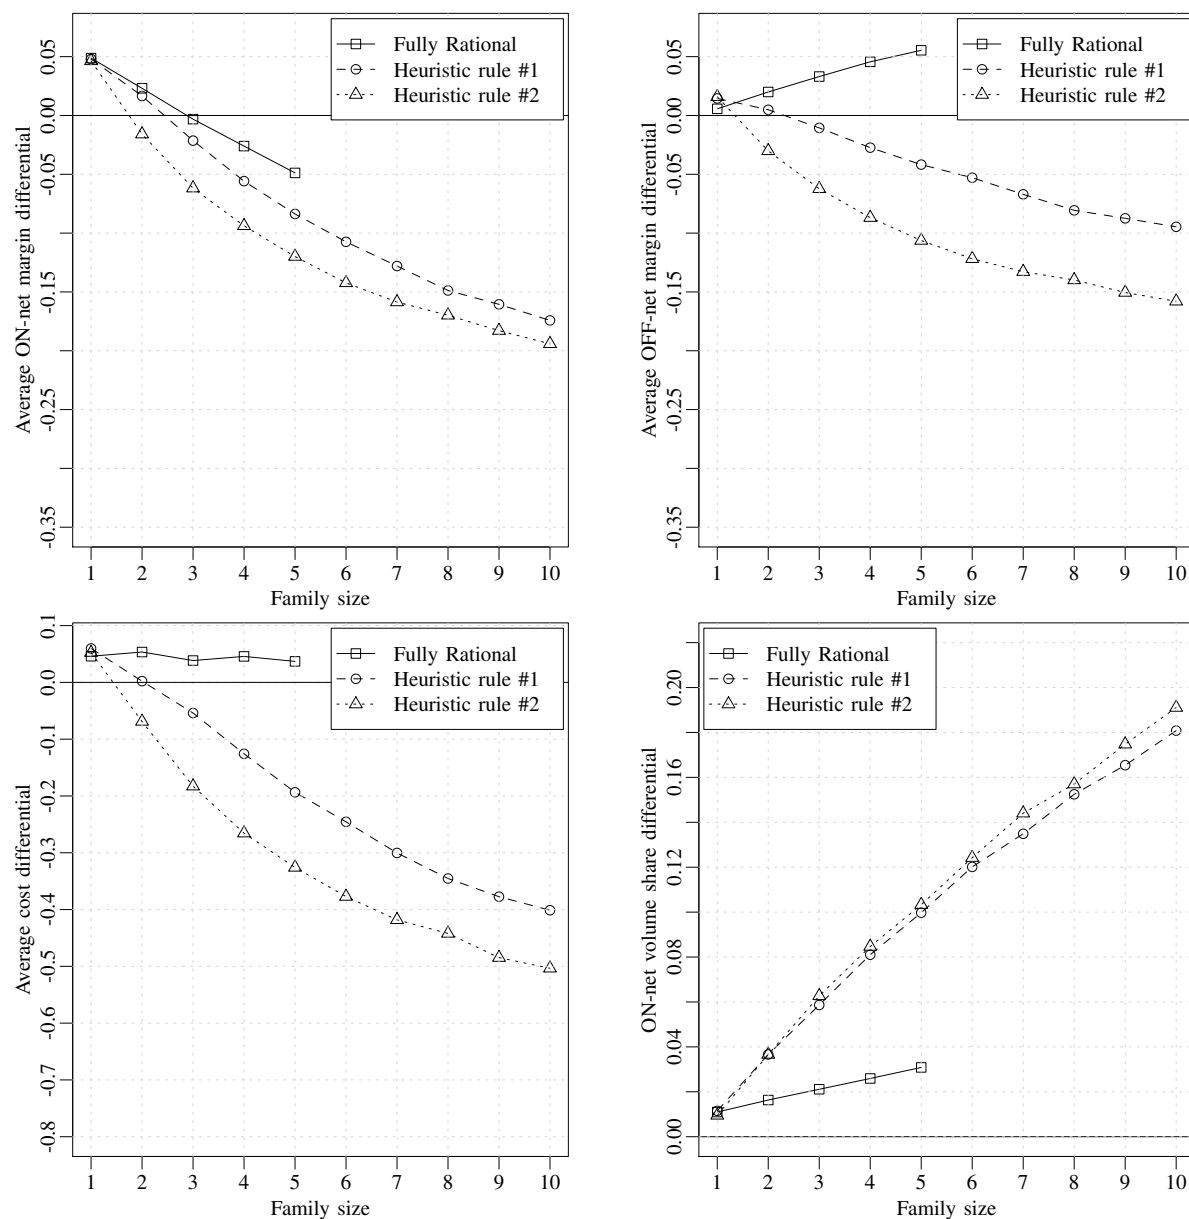 Fully Rational
Heuristic rule #1
Heuristic rule #2
Average ON-net margin differential
0.05
0.00
-0.05
-0.15
-0.25
-0.35
1 2 3 4 5 6 7 8 9 10
Family size
Fully Rational
Heuristic rule #1
Heuristic rule #2
Average OFF-net margin differential
0.05
0.00
-0.05
-0.15
-0.25
-0.35
1 2 3 4 5 6 7 8 9 10
Family size
Fully Rational
Heuristic rule #1
Heuristic rule #2
Average cost differential
0.1
0.0
-0.1
-0.2
-0.3
-0.4
-0.5
-0.6
-0.7
-0.8
1 2 3 4 5 6 7 8 9 10
Family size
Fully Rational
Heuristic rule #1
Heuristic rule #2
ON-net volume share differential
0.20
0.16
0.12
0.08
0.04
0.00
1 2 3 4 5 6 7 8 9 10
Family size